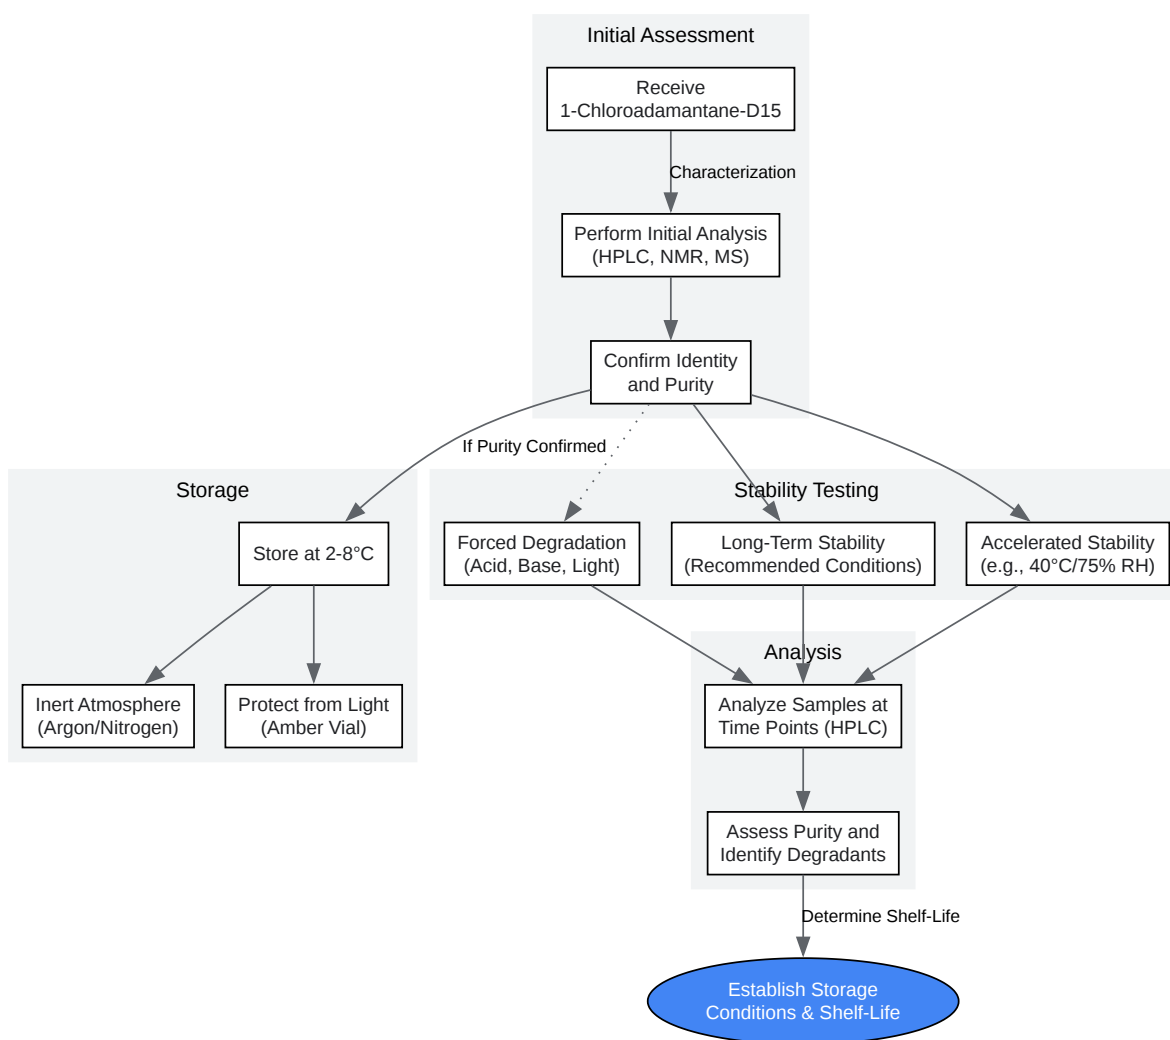 Initial Assessment
Receive
1-Chloroadamantane-D15
Characterization
Perform Initial Analysis
(HPLC, NMR, MS)
Confirm Identity
and Purity
If Purity Confirmed
Storage
Stability Testing
Store at 2-8°C
Forced Degradation
(Acid, Base, Light)
Long-Term Stability
(Recommended Conditions)
Accelerated Stability
(e.g., 40°C/75% RH)
Analysis
Inert Atmosphere
(Argon/Nitrogen)
Protect from Light
(Amber Vial)
Analyze Samples at
Time Points (HPLC)
Assess Purity and
Identify Degradants
Determine Shelf-Life
Establish Storage
Conditions & Shelf-Life